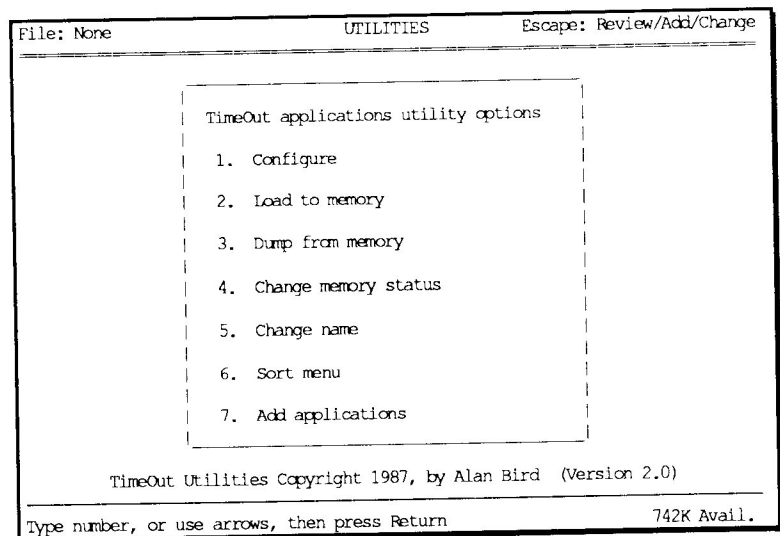 File: None UTILITIES Escape: Review/Add/Change
TimeOut applications utility options
1. Configure
2. Load to memory
3. Dump from memory
4. Change memory status
5. Change name
6. Sort menu
7. Add applications
TimeOut Utilities Copyright 1987, by Alan Bird (Version 2.0)
Type number, or use arrows, then press Return 742K Avail.